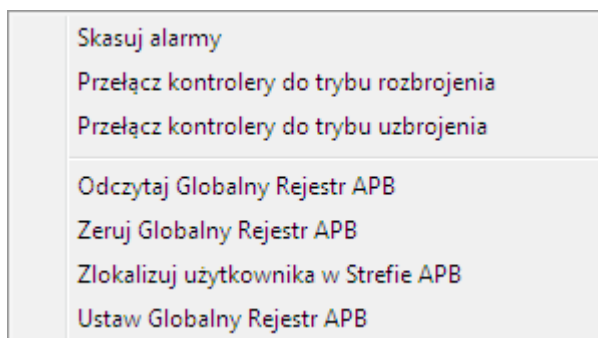 Skasuj alarmy
Przełącz kontrolery do trybu rozbrojenia
Przełącz kontrolery do trybu uzbrojenia
Odczytaj Globalny Rejestr APB
Zeruj Globalny Rejestr APB
Zlokalizuj użytkownika w Strefie APB
Ustaw Globalny Rejestr APB